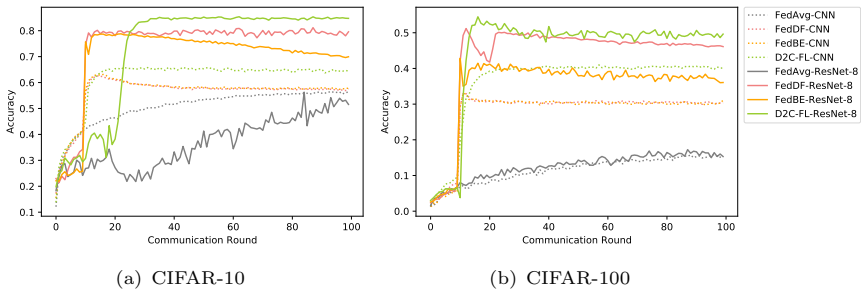 Accuracy
0.8
0.7
0.6
0.5
0.4
0.3
0.2
0.1
0
20
40
60
80
100
Communication Round
(a) CIFAR-10
Accuracy
0.5
0.4
0.3
0.2
0.1
0.0
0
20
40
60
80
100
Communication Round
(b) CIFAR-100
FedAvg-CNN
FedDF-CNN
FedBE-CNN
D2C-FL-CNN
FedAvg-ResNet-8
FedDF-ResNet-8
FedBE-ResNet-8
D2C-FL-ResNet-8